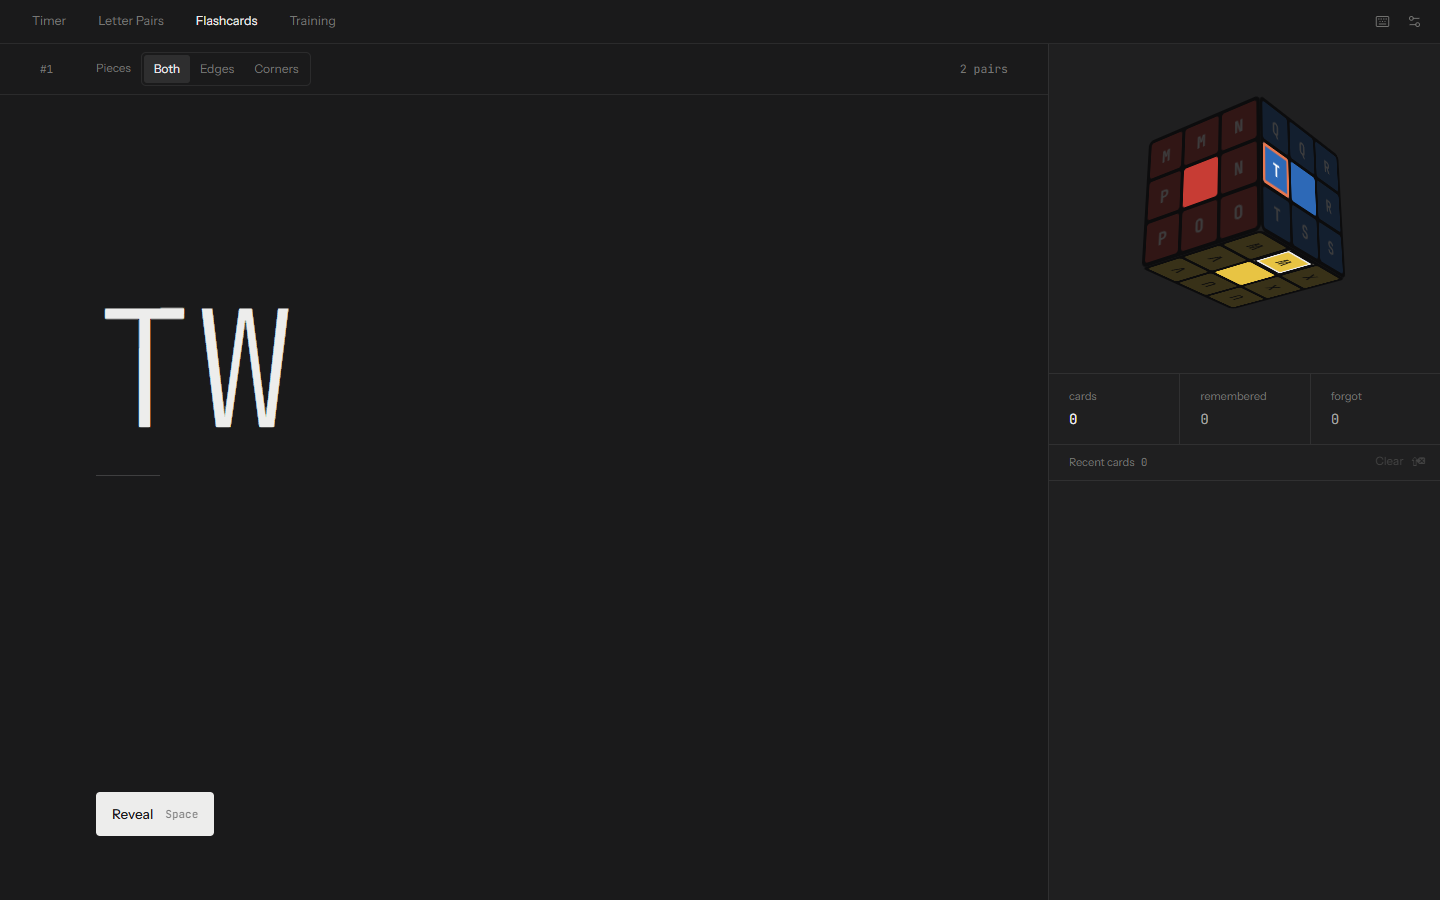 Timer Letter Pairs Flashcards Training
#1 Pieces Both Edges Corners 2 pairs
M M N Q Q R
P N T R
P O O T S S
V V W W
U U X X
TW
cards remembered forgot
0 0 0
Recent cards 0 Clear
Reveal Space